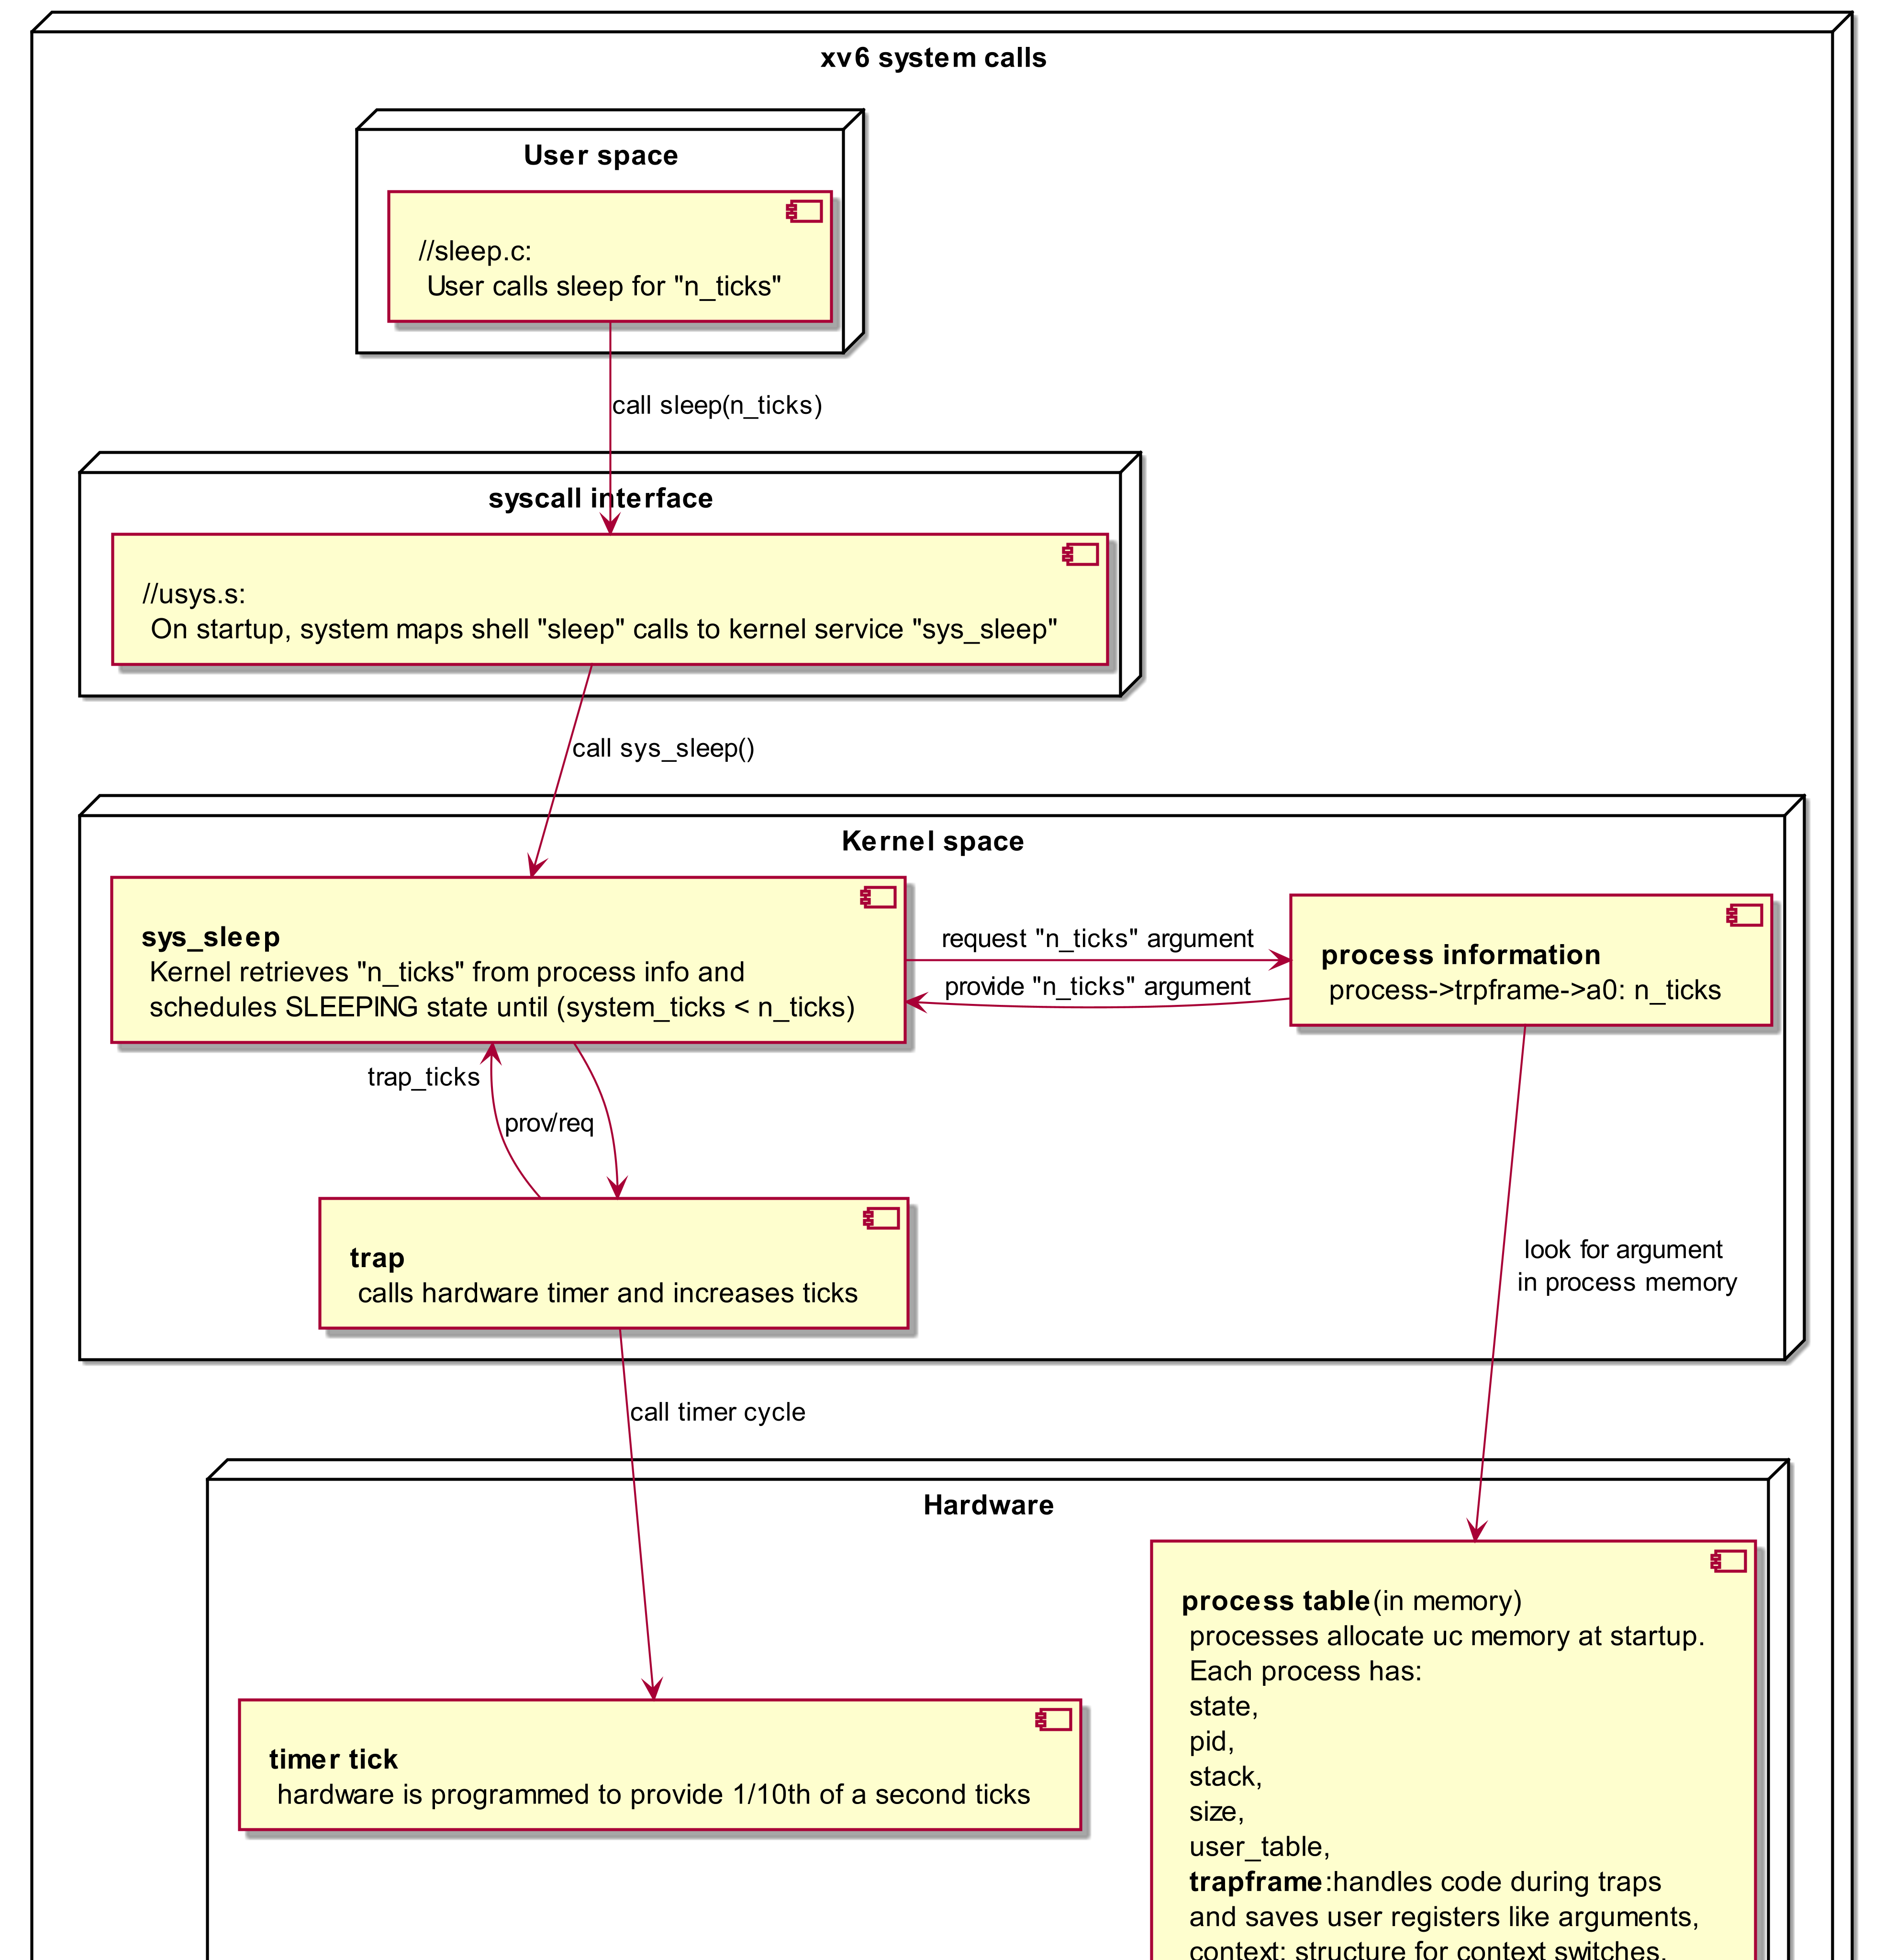 xv6 system calls
User space
//sleep.c:
User calls sleep for "n_ticks"
call sleep(n_ticks)
syscall interface
//usys.s:
On startup, system maps shell "sleep" calls to kernel service "sys_sleep"
call sys_sleep()
Kernel space
sys_sleep
Kernel retrieves "n_ticks" from process info and
schedules SLEEPING state until (system_ticks < n_ticks)
request "n_ticks" argument
provide "n_ticks" argument
process information
process->trpframe->a0: n_ticks
trap_ticks
prov/req
trap
calls hardware timer and increases ticks
look for argument
in process memory
call timer cycle
Hardware
timer tick
hardware is programmed to provide 1/10th of a second ticks
process table(in memory)
processes allocate uc memory at startup.
Each process has:
state,
pid,
stack,
size,
user_table,
trapframe:handles code during traps
and saves user registers like arguments,
context: structure for context switches.